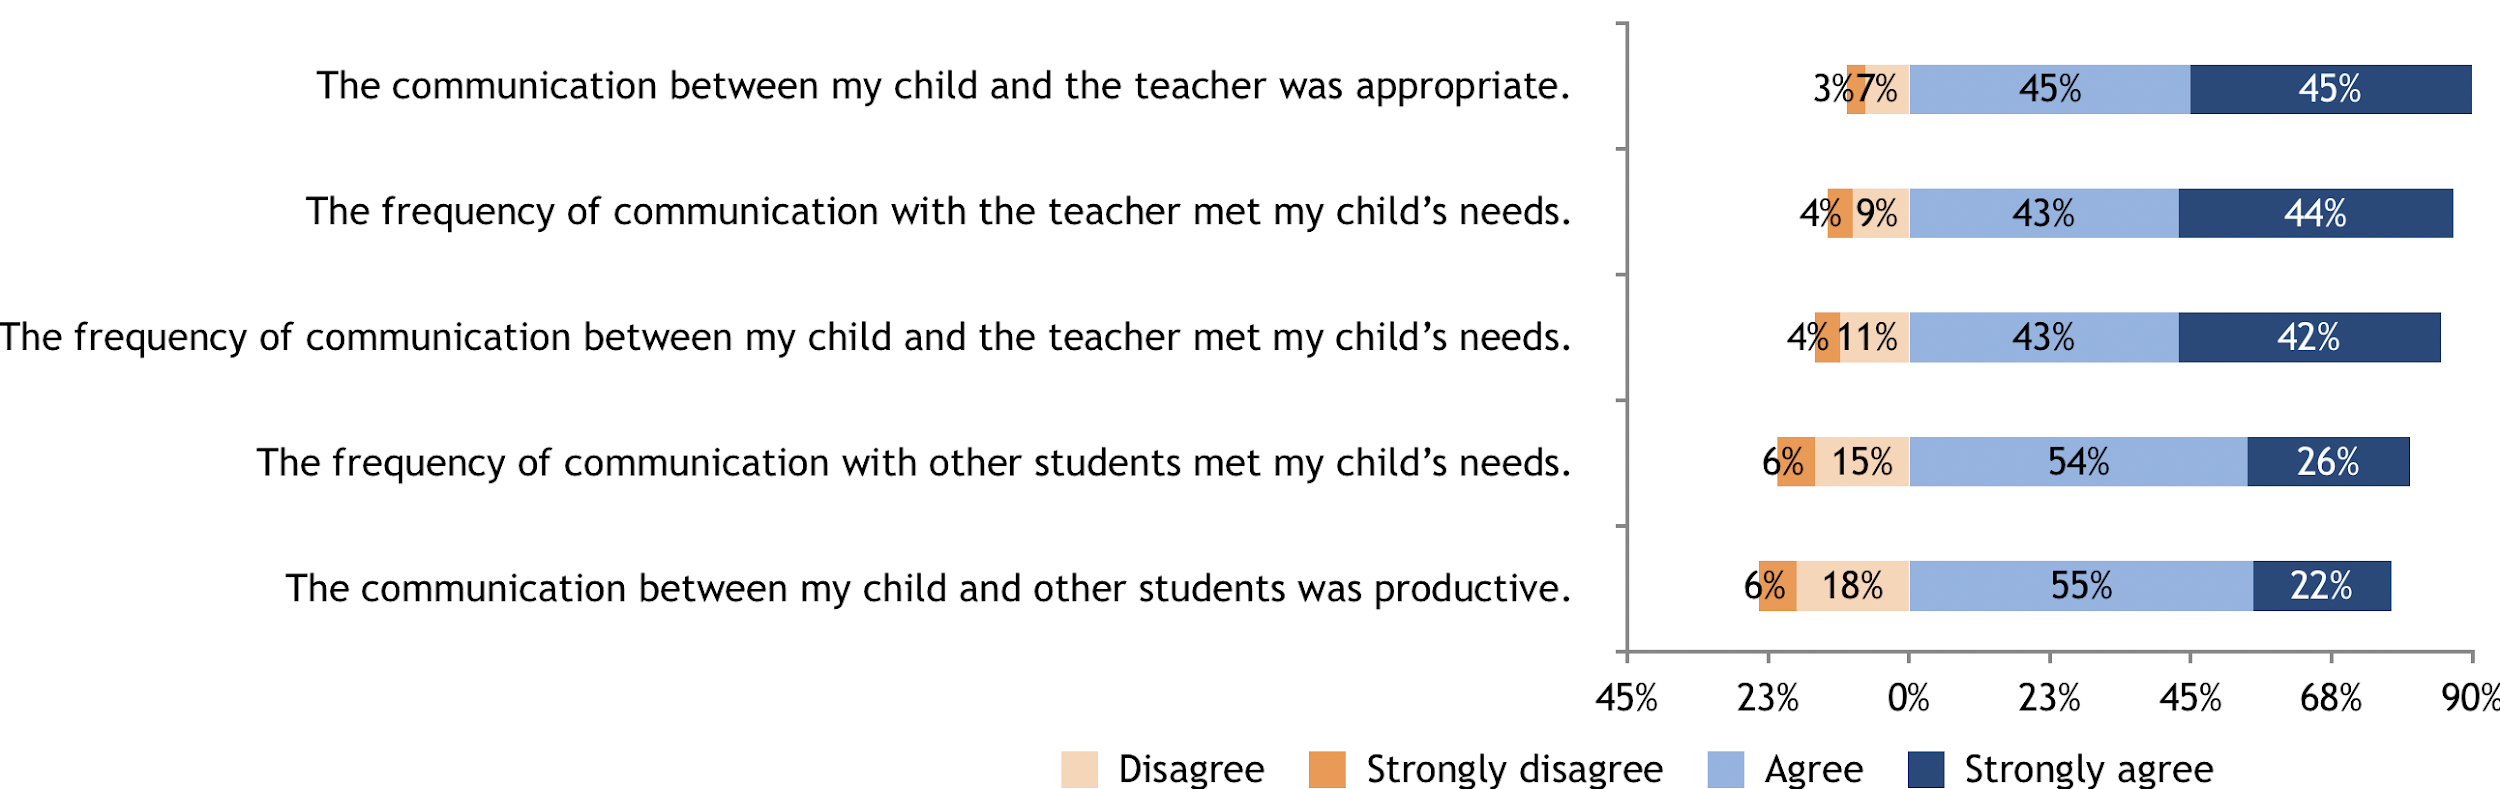 The communication between my child and the teacher was appropriate.
3% 7% 45% 45%
The frequency of communication with the teacher met my child’s needs.
4% 9% 43% 44%
The frequency of communication between my child and the teacher met my child’s needs.
4% 11% 43% 42%
The frequency of communication with other students met my child’s needs.
6% 15% 54% 26%
The communication between my child and other students was productive.
6% 18% 55% 22%
45% 23% 0% 23% 45% 68% 90%
Disagree Strongly disagree Agree Strongly agree